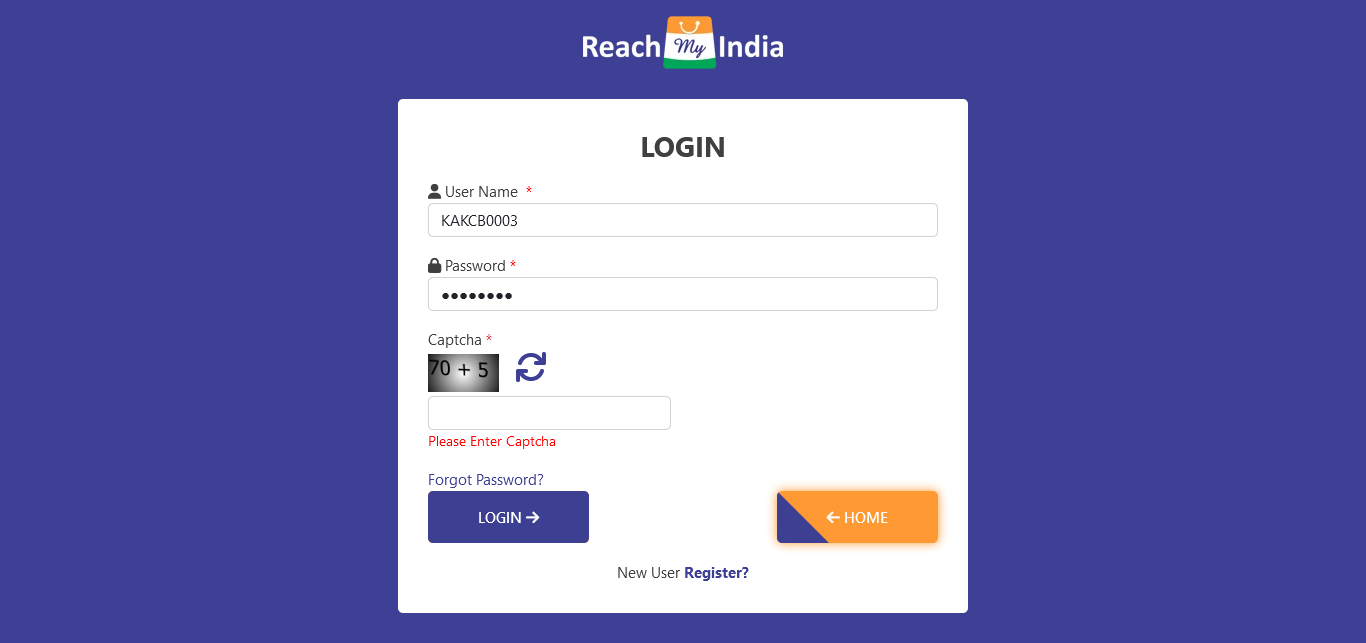 Reach My India
LOGIN
User Name *
KAKCB0003
Password *
••••••••
Captcha *
70 + 5
Please Enter Captcha
Forgot Password?
LOGIN → ← HOME
New User Register?